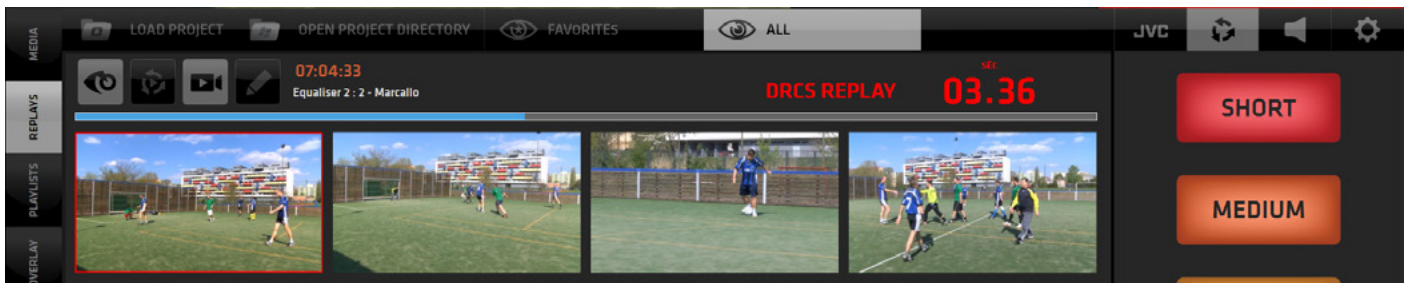 MEDIA
REPLAYS
PLAYLISTS
OVERLAY
LOAD PROJECT
OPEN PROJECT DIRECTORY
FAVORITES
ALL
JVC
07:04:33
Equaliser 2 : 2 - Marcallo
DRCS REPLAY
SEC
03.36
SHORT
MEDIUM